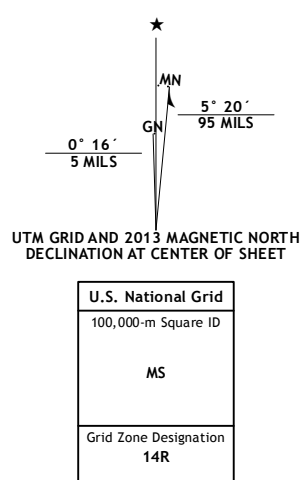 ★
MN
5° 20´
95 MILS
GN
0° 16´
5 MILS
UTM GRID AND 2013 MAGNETIC NORTH
DECLINATION AT CENTER OF SHEET
U.S. National Grid
100,000-m Square ID
MS
Grid Zone Designation
14R